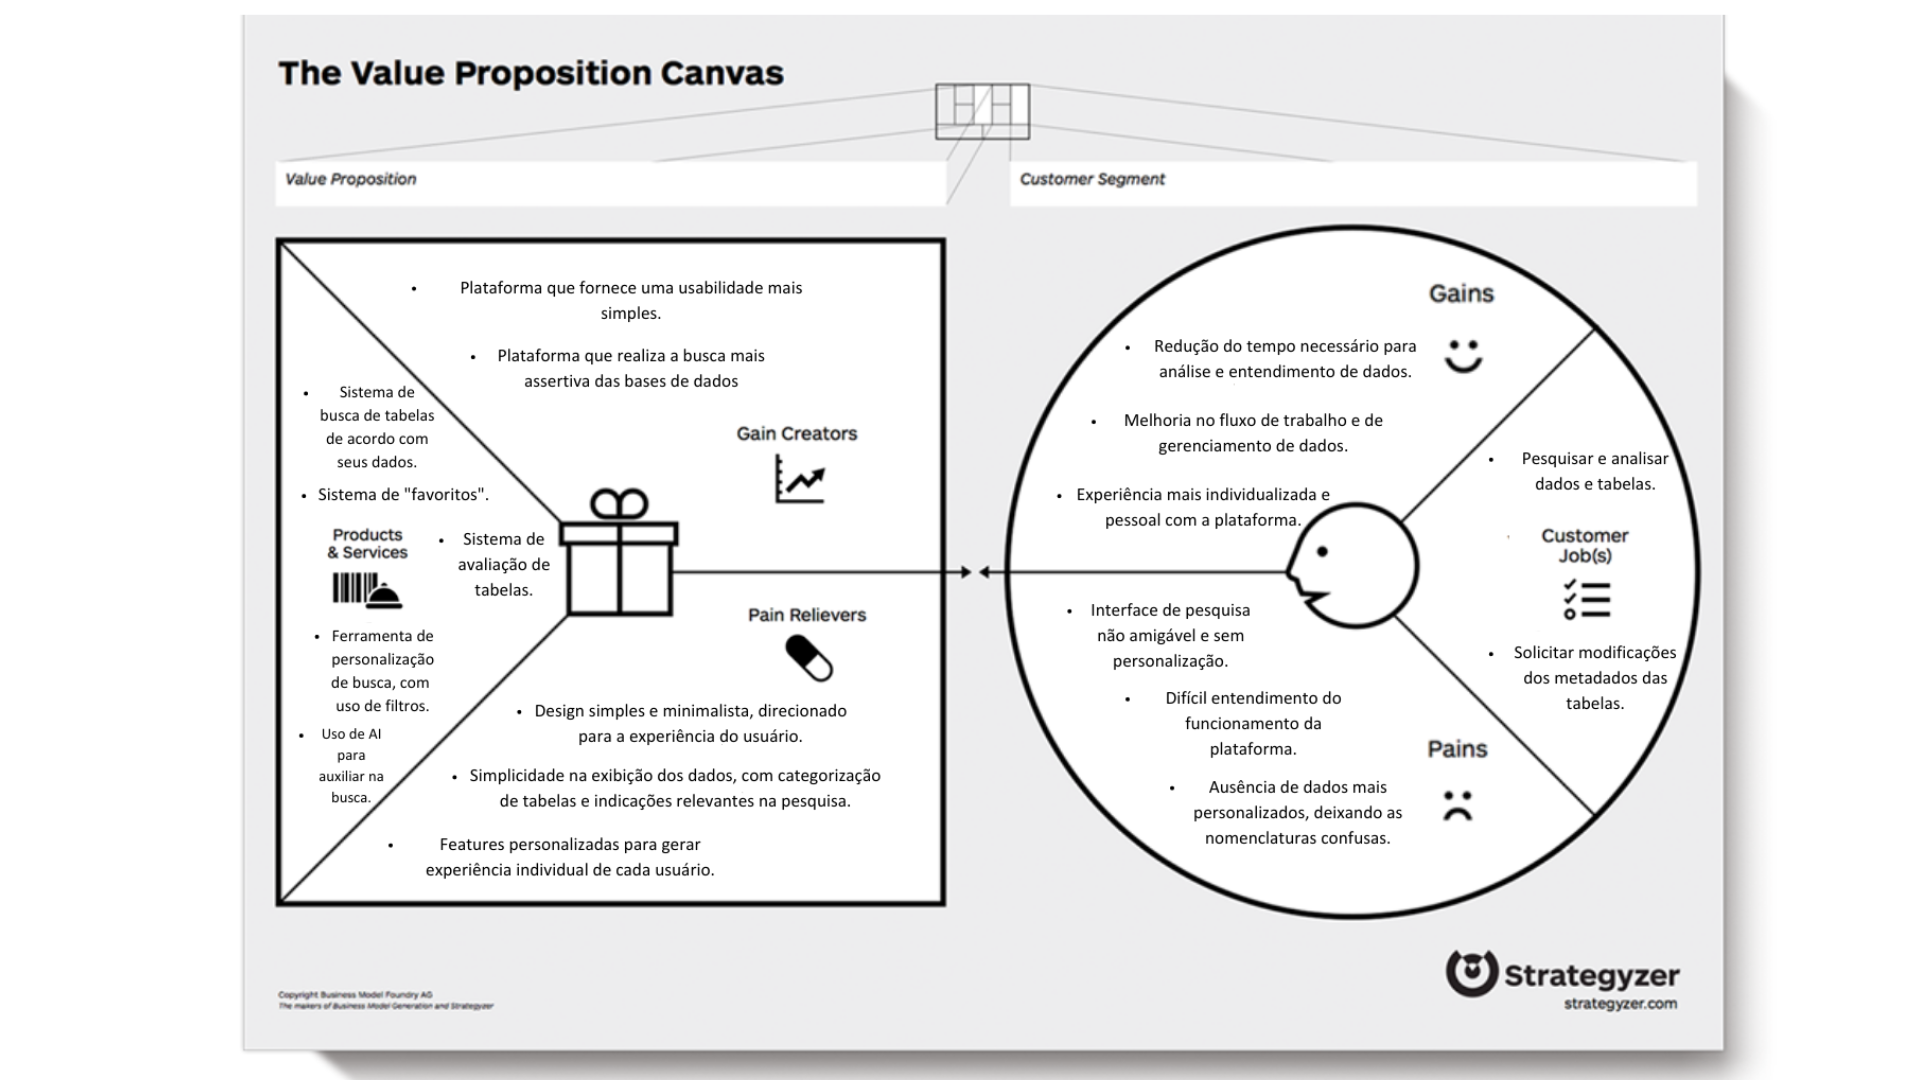 The Value Proposition Canvas
Value Proposition
Customer Segment
• Plataforma que fornece uma usabilidade mais
simples.
• Plataforma que realiza a busca mais
assertiva das bases de dados
Gain Creators
• Sistema de
busca de tabelas
de acordo com
seus dados.
• Sistema de "favoritos".
Products
& Services
• Sistema de
avaliação de
tabelas.
• Ferramenta de
personalização
de busca, com
uso de filtros.
• Uso de AI
para
auxiliar na
busca.
Pain Relievers
• Design simples e minimalista, direcionado
para a experiência do usuário.
• Simplicidade na exibição dos dados, com categorização
de tabelas e indicações relevantes na pesquisa.
• Features personalizadas para gerar
experiência individual de cada usuário.
Gains
• Redução do tempo necessário para
análise e entendimento de dados.
• Melhoria no fluxo de trabalho e de
gerenciamento de dados.
• Experiência mais individualizada e
pessoal com a plataforma.
• Pesquisar e analisar
dados e tabelas.
Customer
Job(s)
• Solicitar modificações
dos metadados das
tabelas.
• Interface de pesquisa
não amigável e sem
personalização.
• Difícil entendimento do
funcionamento da
plataforma.
Pains
• Ausência de dados mais
personalizados, deixando as
nomenclaturas confusas.
Copyright Business Model Foundry AG
The makers of Business Model Generation and Strategyzer
Strategyzer
strategyzer.com